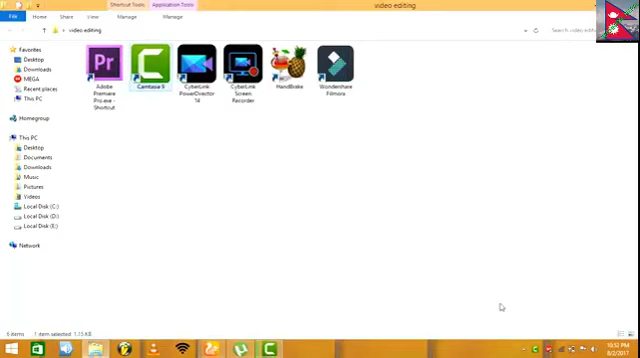 video editing
Shortcut Tools
Application Tools
File
Home
Share
View
Manage
Manage
video editing
Search video editin
Favorites
Desktop
Downloads
MEGA
Recent places
This PC
Homegroup
This PC
Desktop
Documents
Downloads
Music
Pictures
Videos
Local Disk (C:)
Local Disk (D:)
Local Disk (E:)
Network
Pr
Adobe
Premiere
Pro.exe -
Shortcut
Camtasia 9
CyberLink
PowerDirector
14
CyberLink
Screen
Recorder
HandBrake
Wondershare
Filmora
6 items
1 item selected 1.15 KB
10:52 PM
8/2/2017